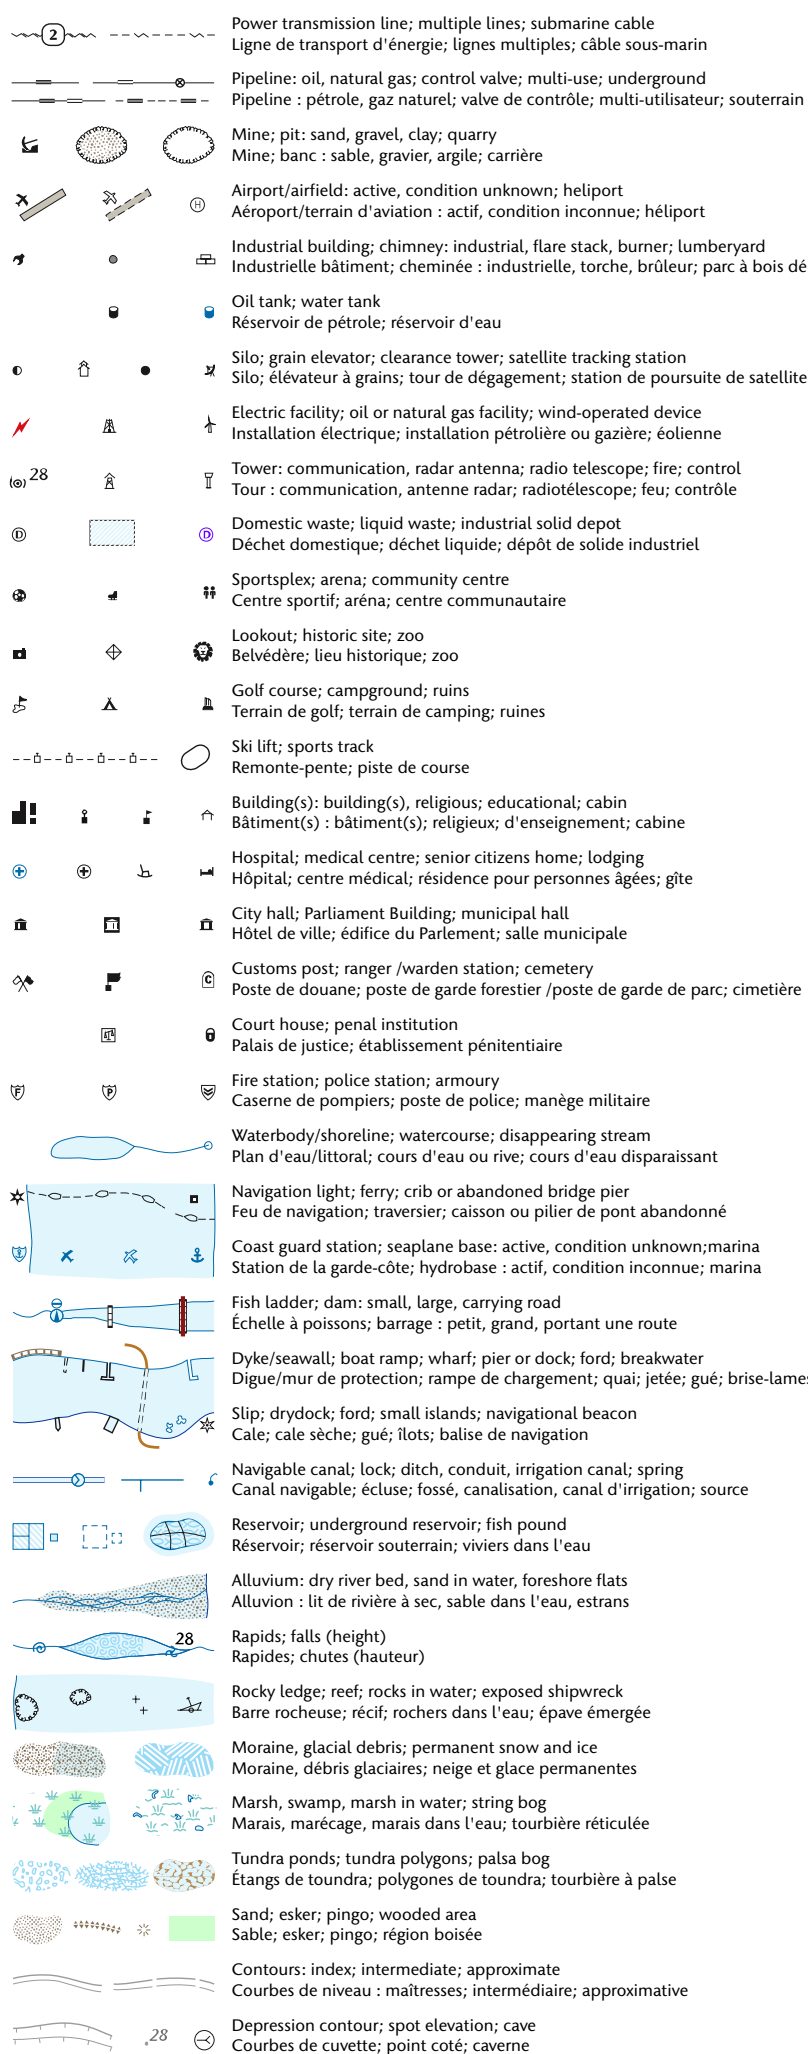 2
Power transmission line; multiple lines; submarine cable
Ligne de transport d'énergie; lignes multiples; câble sous-marin
Pipeline: oil, natural gas; control valve; multi-use; underground
Pipeline : pétrole, gaz naturel; valve de contrôle; multi-utilisateur; souterrain
Mine; pit: sand, gravel, clay; quarry
Mine; banc : sable, gravier, argile; carrière
H
Airport/airfield: active, condition unknown; heliport
Aéroport/terrain d'aviation : actif, condition inconnue; héliport
Industrial building; chimney: industrial, flare stack, burner; lumberyard
Industrielle bâtiment; cheminée : industrielle, torche, brûleur; parc à bois dé
Oil tank; water tank
Réservoir de pétrole; réservoir d'eau
Silo; grain elevator; clearance tower; satellite tracking station
Silo; élévateur à grains; tour de dégagement; station de poursuite de satellite
Electric facility; oil or natural gas facility; wind-operated device
Installation électrique; installation pétrolière ou gazière; éolienne
28
Tower: communication, radar antenna; radio telescope; fire; control
Tour : communication, antenne radar; radiotélescope; feu; contrôle
D D
Domestic waste; liquid waste; industrial solid depot
Déchet domestique; déchet liquide; dépôt de solide industriel
Sportsplex; arena; community centre
Centre sportif; aréna; centre communautaire
Lookout; historic site; zoo
Belvédère; lieu historique; zoo
Golf course; campground; ruins
Terrain de golf; terrain de camping; ruines
Ski lift; sports track
Remonte-pente; piste de course
Building(s): building(s), religious; educational; cabin
Bâtiment(s) : bâtiment(s); religieux; d'enseignement; cabine
Hospital; medical centre; senior citizens home; lodging
Hôpital; centre médical; résidence pour personnes âgées; gîte
City hall; Parliament Building; municipal hall
Hôtel de ville; édifice du Parlement; salle municipale
C
Customs post; ranger /warden station; cemetery
Poste de douane; poste de garde forestier /poste de garde de parc; cimetière
Court house; penal institution
Palais de justice; établissement pénitentiaire
F P
Fire station; police station; armoury
Caserne de pompiers; poste de police; manège militaire
Waterbody/shoreline; watercourse; disappearing stream
Plan d'eau/littoral; cours d'eau ou rive; cours d'eau disparaissant
Navigation light; ferry; crib or abandoned bridge pier
Feu de navigation; traversier; caisson ou pilier de pont abandonné
Coast guard station; seaplane base: active, condition unknown;marina
Station de la garde-côte; hydrobase : actif, condition inconnue; marina
Fish ladder; dam: small, large, carrying road
Échelle à poissons; barrage : petit, grand, portant une route
Dyke/seawall; boat ramp; wharf; pier or dock; ford; breakwater
Digue/mur de protection; rampe de chargement; quai; jetée; gué; brise-lames
Slip; drydock; ford; small islands; navigational beacon
Cale; cale sèche; gué; îlots; balise de navigation
Navigable canal; lock; ditch, conduit, irrigation canal; spring
Canal navigable; écluse; fossé, canalisation, canal d'irrigation; source
Reservoir; underground reservoir; fish pound
Réservoir; réservoir souterrain; viviers dans l'eau
Alluvium: dry river bed, sand in water, foreshore flats
Alluvion : lit de rivière à sec, sable dans l'eau, estrans
28
Rapids; falls (height)
Rapides; chutes (hauteur)
Rocky ledge; reef; rocks in water; exposed shipwreck
Barre rocheuse; récif; rochers dans l'eau; épave émergée
Moraine, glacial debris; permanent snow and ice
Moraine, débris glaciaires; neige et glace permanentes
Marsh, swamp, marsh in water; string bog
Marais, marécage, marais dans l'eau; tourbière réticulée
Tundra ponds; tundra polygons; palsa bog
Étangs de toundra; polygones de toundra; tourbière à palse
Sand; esker; pingo; wooded area
Sable; esker; pingo; région boisée
Contours: index; intermediate; approximate
Courbes de niveau : maîtresses; intermédiaire; approximative
.28
Depression contour; spot elevation; cave
Courbes de cuvette; point coté; caverne